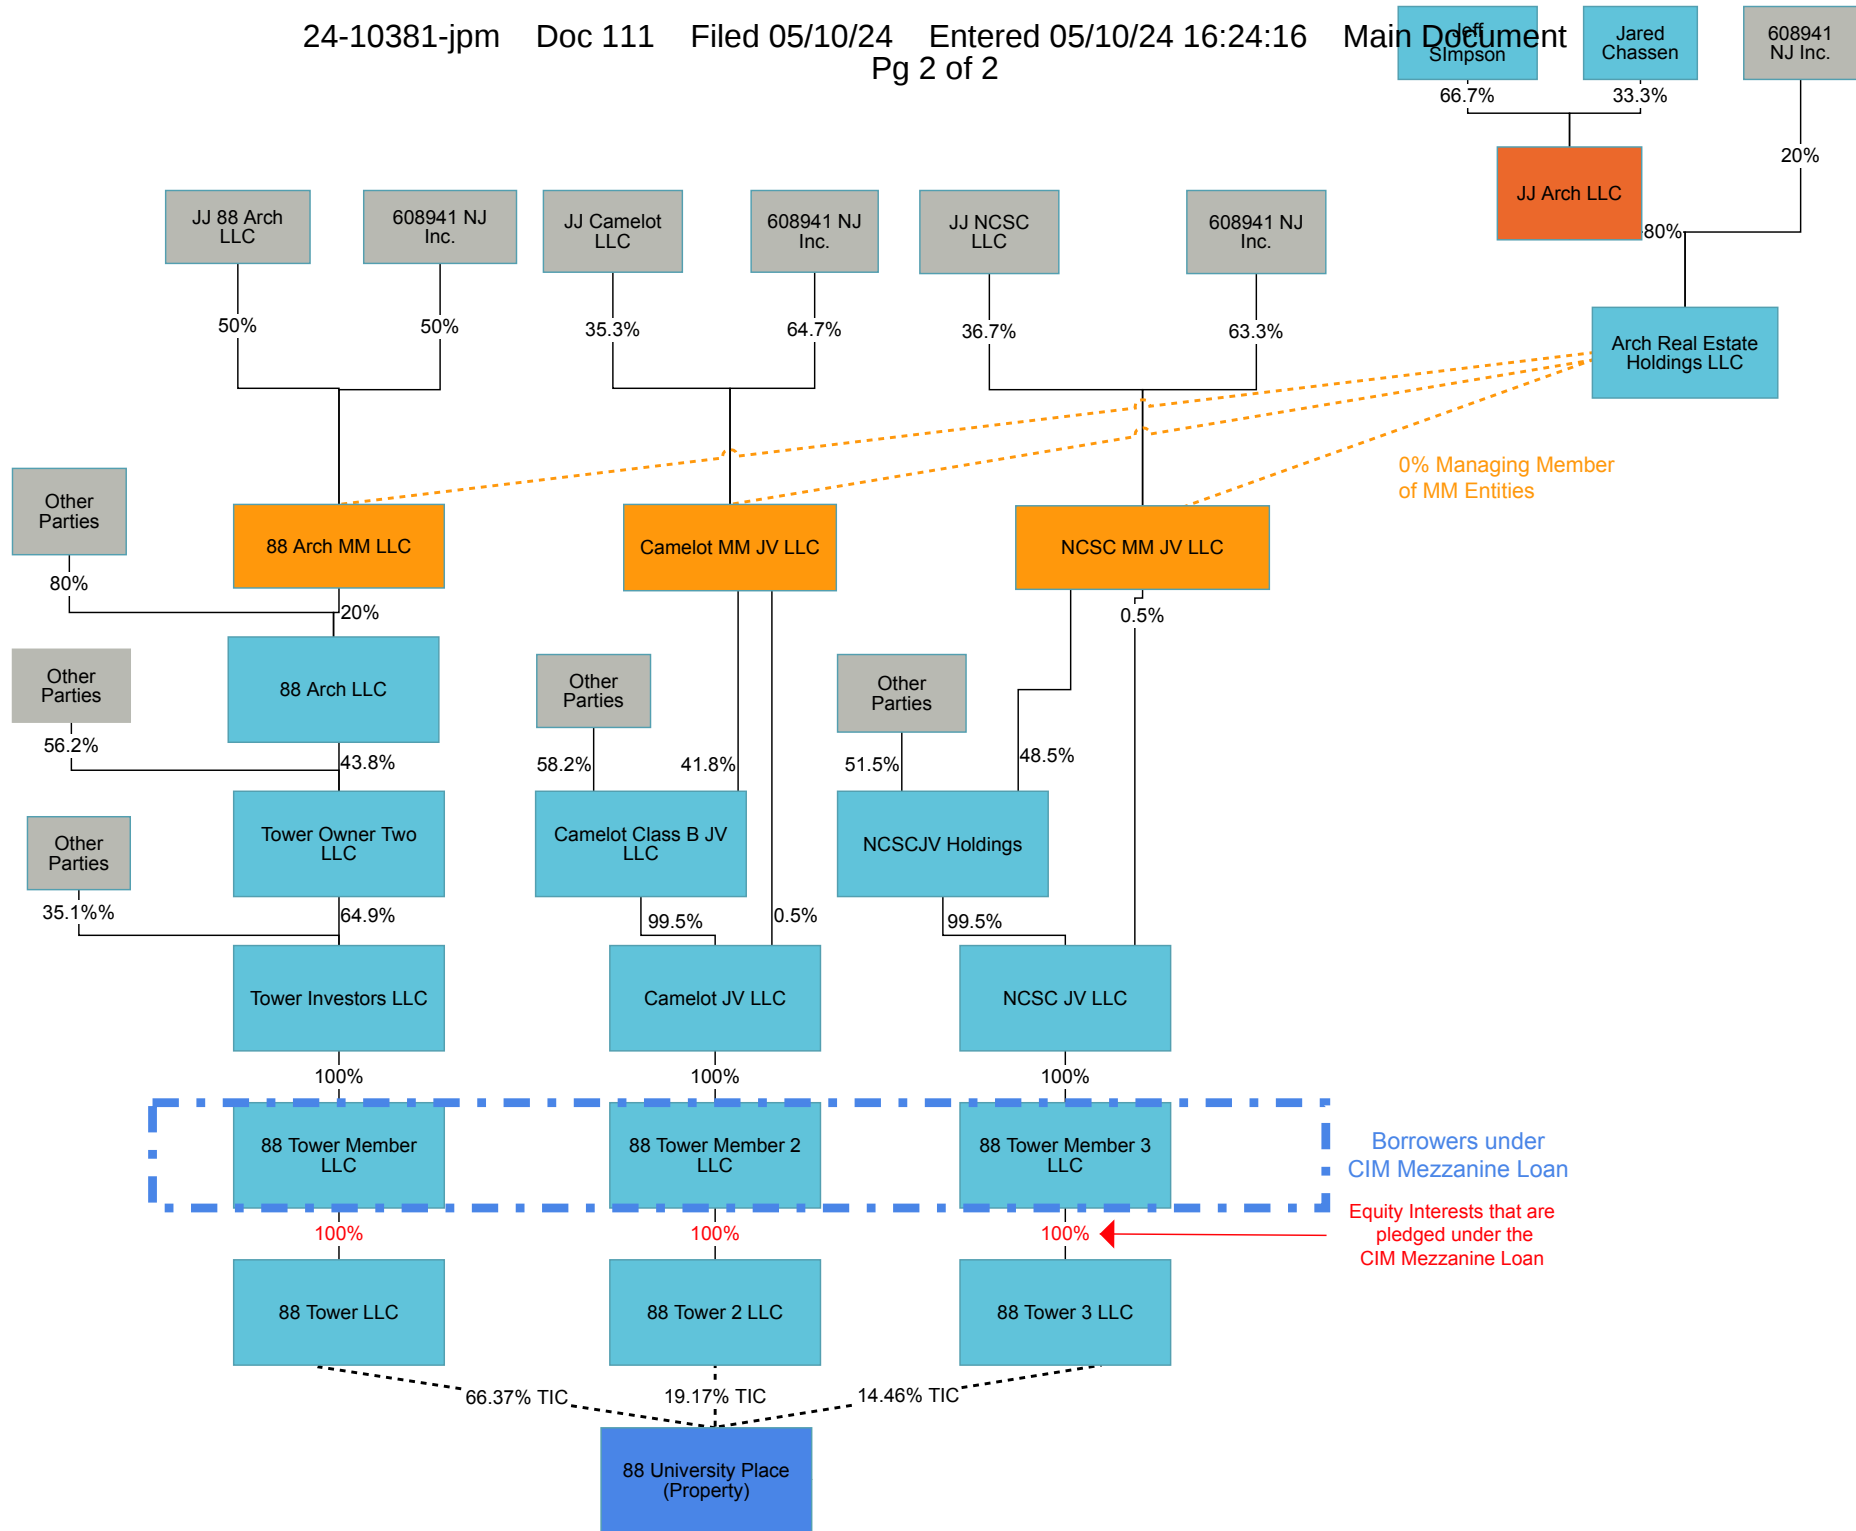 24-10381-jpm Doc 111 Filed 05/10/24 Entered 05/10/24 16:24:16 Main Document
Pg 2 of 2
Jeff
SImpson
Jared
Chassen
608941
NJ Inc.
66.7%
33.3%
20%
JJ Arch LLC
80%
JJ 88 Arch
LLC
608941 NJ
Inc.
JJ Camelot
LLC
608941 NJ
Inc.
JJ NCSC
LLC
608941 NJ
Inc.
50%
50%
35.3%
64.7%
36.7%
63.3%
Arch Real Estate
Holdings LLC
0% Managing Member
of MM Entities
Other
Parties
88 Arch MM LLC
Camelot MM JV LLC
NCSC MM JV LLC
80%
20%
0.5%
Other
Parties
88 Arch LLC
Other
Parties
Other
Parties
56.2%
43.8%
58.2%
41.8%
51.5%
48.5%
Other
Parties
Tower Owner Two
LLC
Camelot Class B JV
LLC
NCSCJV Holdings
35.1%%
64.9%
99.5%
0.5%
99.5%
Tower Investors LLC
Camelot JV LLC
NCSC JV LLC
100%
100%
100%
88 Tower Member
LLC
88 Tower Member 2
LLC
88 Tower Member 3
LLC
Borrowers under
CIM Mezzanine Loan
100%
100%
100%
Equity Interests that are
pledged under the
CIM Mezzanine Loan
88 Tower LLC
88 Tower 2 LLC
88 Tower 3 LLC
66.37% TIC
19.17% TIC
14.46% TIC
88 University Place
(Property)